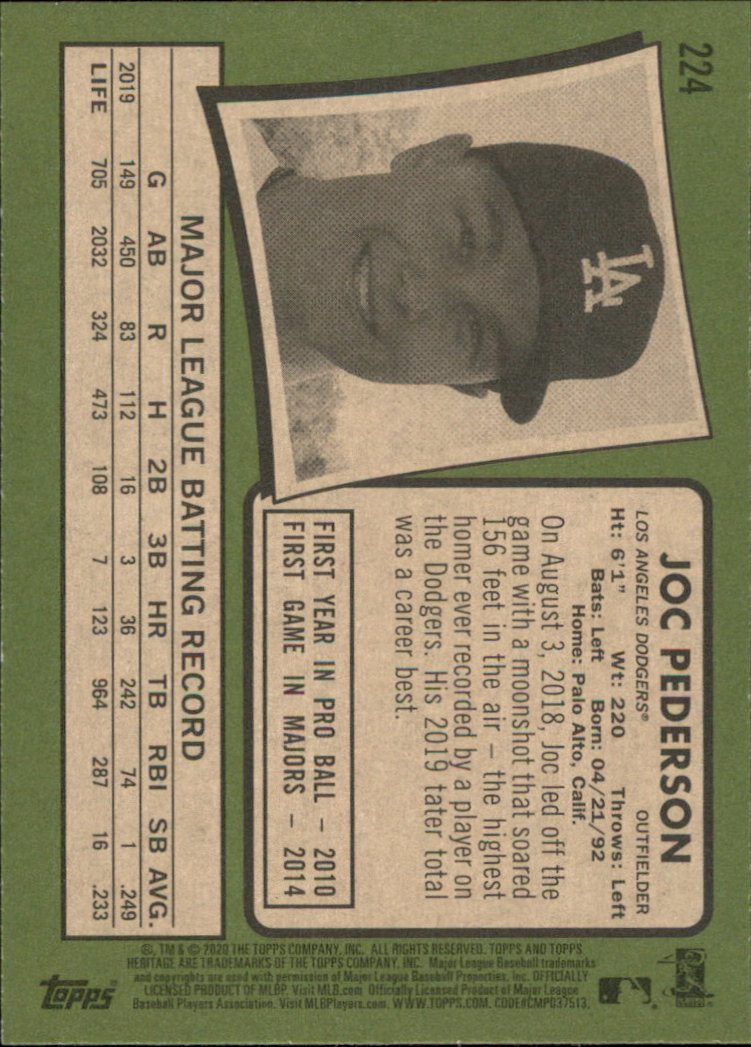 224
LA
JOC PEDERSON
LOS ANGELES DODGERS® OUTFIELDER
Ht: 6'1" Wt: 220 Throws: Left
Bats: Left Born: 04/21/92
Home: Palo Alto, Calif.
On August 3, 2018, Joc led off the
game with a moonshot that soared
156 feet in the air – the highest
homer ever recorded by a player on
the Dodgers. His 2019 tater total
was a career best.
FIRST YEAR IN PRO BALL – 2010
FIRST GAME IN MAJORS – 2014
MAJOR LEAGUE BATTING RECORD
G AB R H 2B 3B HR TB RBI SB AVG.
2019 149 450 83 112 16 3 36 242 74 1 .249
LIFE 705 2032 324 473 108 7 123 964 287 16 .233
®, TM & © 2020 THE TOPPS COMPANY, INC. ALL RIGHTS RESERVED. TOPPS AND TOPPS
HERITAGE ARE TRADEMARKS OF THE TOPPS COMPANY, INC. Major League Baseball trademarks
and copyrights are used with permission of Major League Baseball Properties, Inc. OFFICIALLY
LICENSED PRODUCT OF MLBP. Visit MLB.com. Officially Licensed Product of Major League
Baseball Players Association. Visit MLBPlayers.com. WWW.TOPPS.COM. CODE#CMP037513.
topps